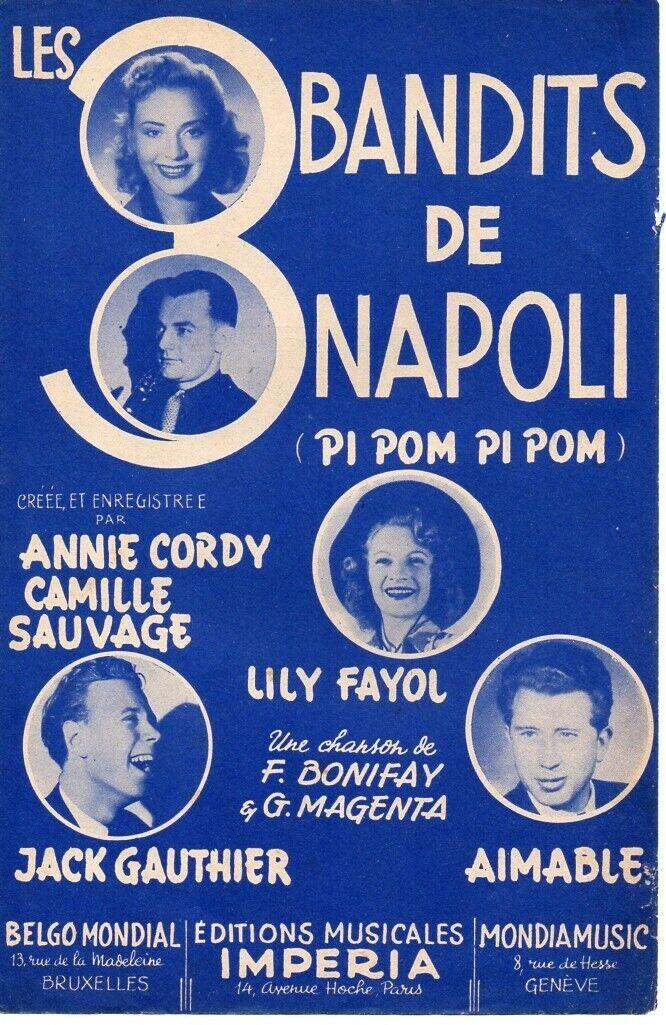 LES 3 BANDITS
DE
NAPOLI
(PI POM PI POM)
CRÉÉE, ET ENREGISTREE
PAR
ANNIE CORDY
CAMILLE
SAUVAGE
LILY FAYOL
Une chanson de
F. BONIFAY
& G. MAGENTA
JACK GAUTHIER
AIMABLE
BELGO MONDIAL
13, rue de la Madeleine
BRUXELLES
ÉDITIONS MUSICALES
IMPERIA
14, Avenue Hoche, Paris
MONDIAMUSIC
8, rue de Hesse
GENÈVE